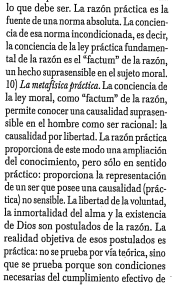 lo que debe ser. La razón práctica es la
fuente de una norma absoluta. La concien-
cia de esa norma incondicionada, es decir,
la conciencia de la ley práctica fundamen-
tal de la razón es el "factum" de la razón,
un hecho suprasensible en el sujeto moral.
10) La metafísica práctica. La conciencia de
la ley moral, como "factum" de la razón,
permite conocer una causalidad suprasen-
sible en el hombre como ser racional: la
causalidad por libertad. La razón práctica
proporciona de este modo una ampliación
del conocimiento, pero sólo en sentido
práctico: proporciona la representación
de un ser que posee una causalidad (prác-
tica) no sensible. La libertad de la voluntad,
la inmortalidad del alma y la existencia
de Dios son postulados de la razón. La
realidad objetiva de esos postulados es
práctica: no se prueba por vía teórica, sino
que se prueba porque son condiciones
necesarias del cumplimiento efectivo de